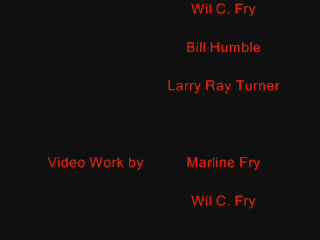 Wil C. Fry
Bill Humble
Larry Ray Turner
Video Work by Marline Fry
Wil C. Fry